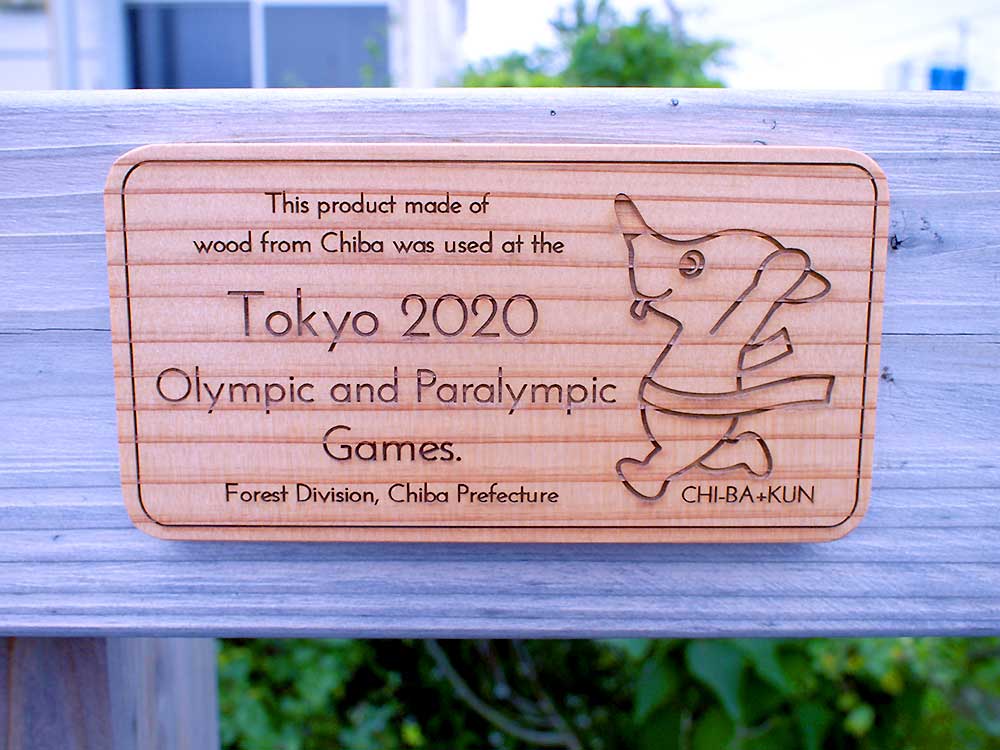 This product made of
wood from Chiba was used at the
Tokyo 2020
Olympic and Paralympic
Games.
Forest Division, Chiba Prefecture
CHI-BA+KUN